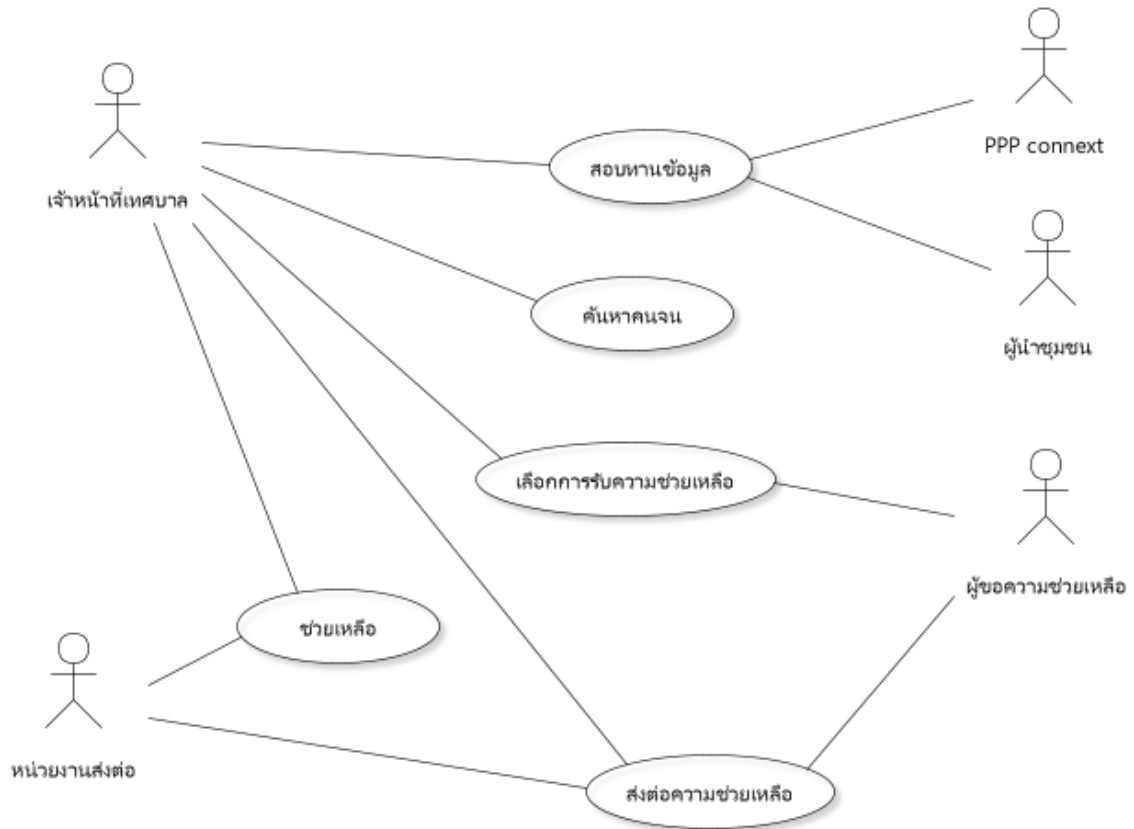 PPP connext
เจ้าหน้าที่เทศบาล
สอบทานข้อมูล
ค้นหาคนจน
ผู้นำชุมชน
เลือกการรับความช่วยเหลือ
ผู้ขอความช่วยเหลือ
ช่วยเหลือ
หน่วยงานส่งต่อ
ส่งต่อความช่วยเหลือ